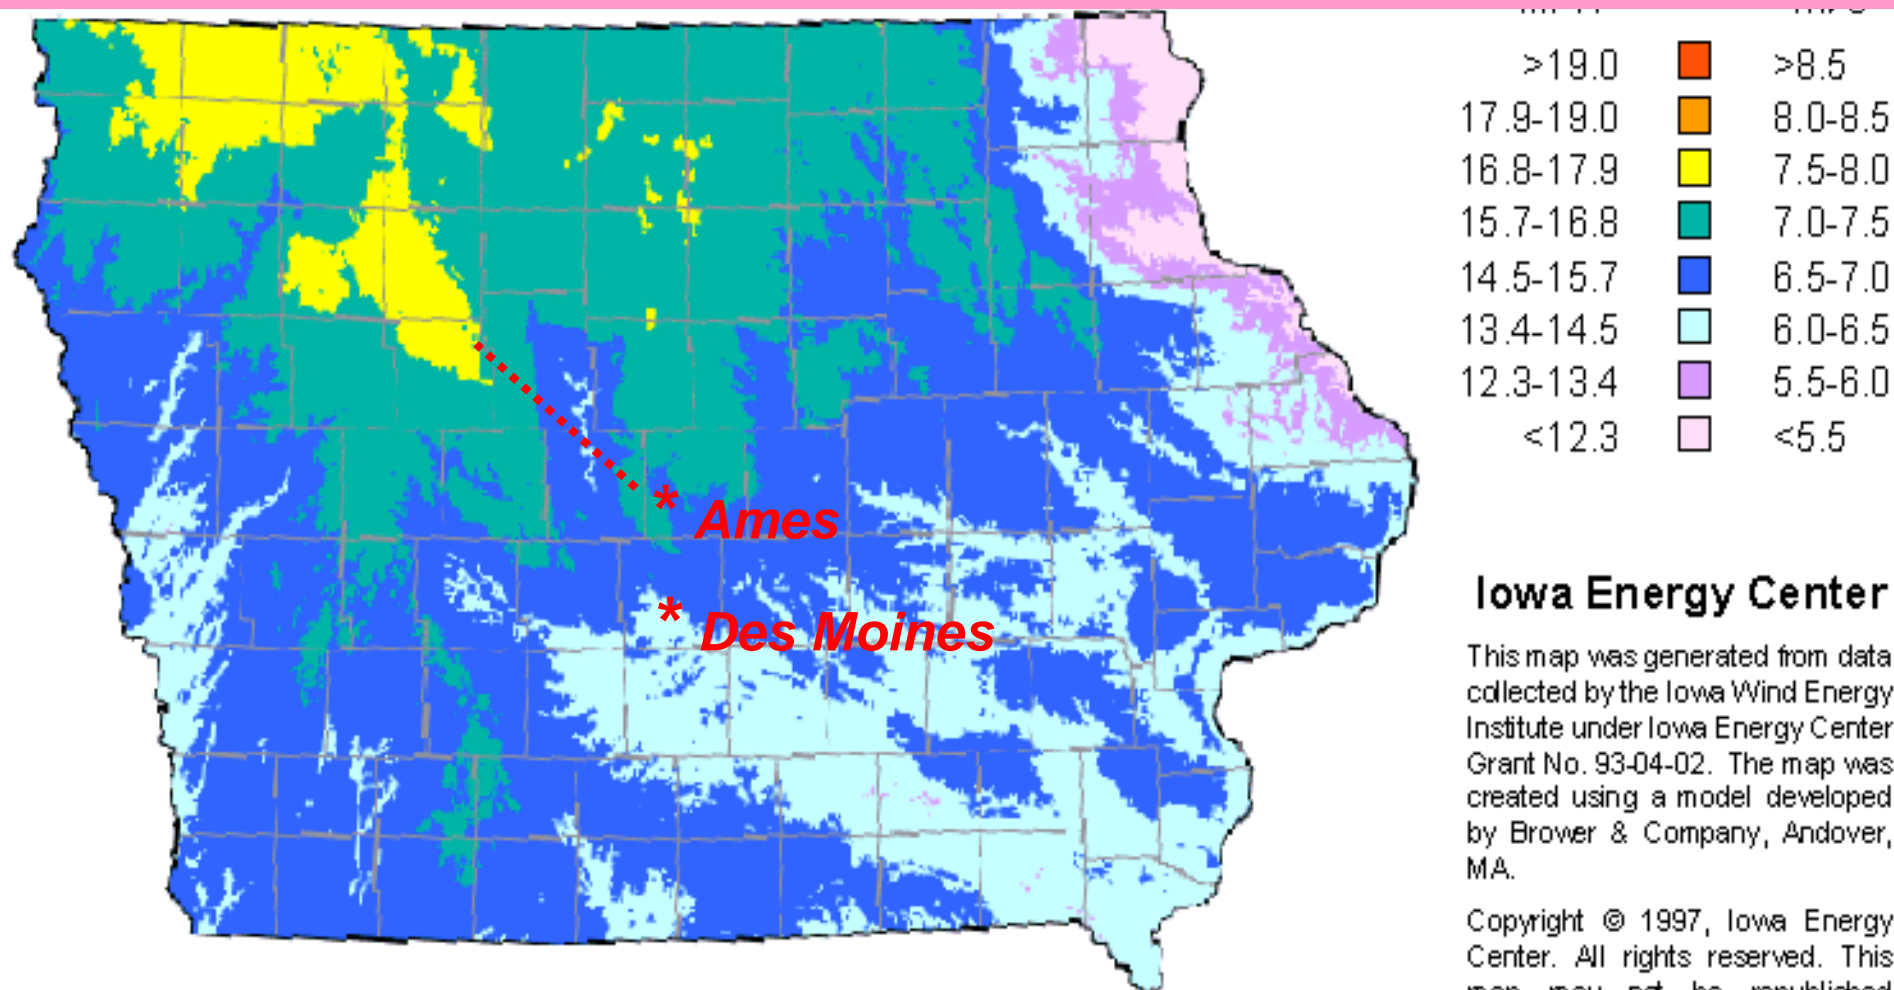 >19.0 >8.5
17.9-19.0 8.0-8.5
16.8-17.9 7.5-8.0
15.7-16.8 7.0-7.5
14.5-15.7 6.5-7.0
13.4-14.5 6.0-6.5
12.3-13.4 5.5-6.0
<12.3 <5.5
* Ames
* Des Moines
Iowa Energy Center
This map was generated from data
collected by the Iowa Wind Energy
Institute under Iowa Energy Center
Grant No. 93-04-02. The map was
created using a model developed
by Brower & Company, Andover,
MA.
Copyright © 1997, Iowa Energy
Center. All rights reserved. This
map may not be republished